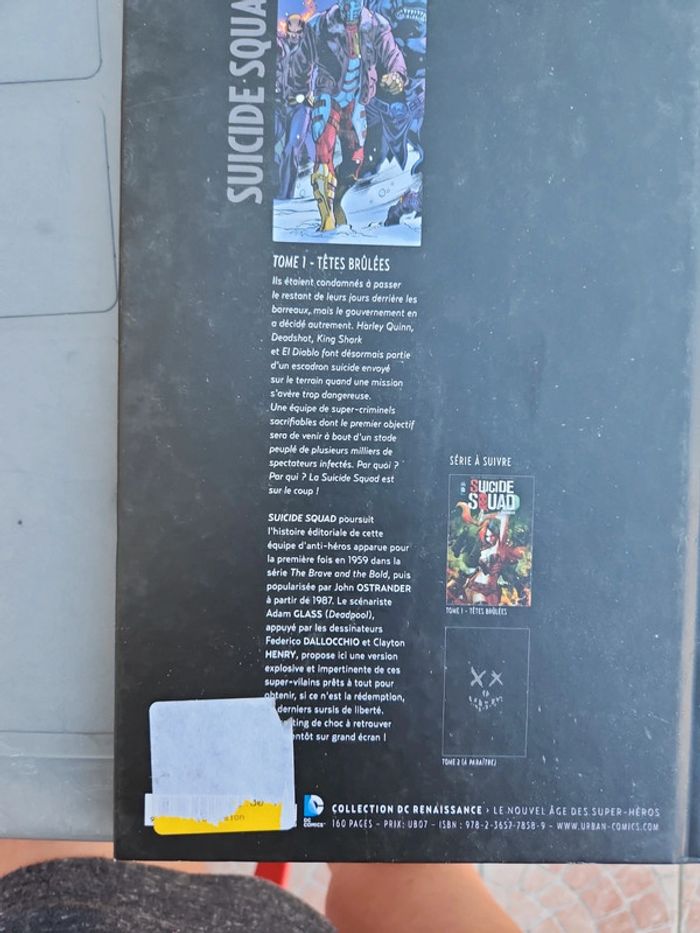 SUICIDE SQUA
TOME 1 - TÊTES BRÛLÉES
Ils étaient condamnés à passer
le restant de leurs jours derrière les
barreaux, mais le gouvernement en
a décidé autrement. Harley Quinn,
Deadshot, King Shark
et El Diablo font désormais partie
d'un escadron suicide envoyé
sur le terrain quand une mission
s'avère trop dangereuse.
Une équipe de super-criminels
sacrifiables dont le premier objectif
sera de venir à bout d'un stade
peuplé de plusieurs milliers de
spectateurs infectés. Par quoi ?
Par qui ? La Suicide Squad est
sur le coup !
SUICIDE SQUAD poursuit
l'histoire éditoriale de cette
équipe d'anti-héros apparue pour
la première fois en 1959 dans la
série The Brave and the Bold, puis
popularisée par John OSTRANDER
à partir de 1987. Le scénariste
Adam GLASS (Deadpool),
appuyé par les dessinateurs
Federico DALLOCCHIO et Clayton
HENRY, propose ici une version
explosive et impertinente de ces
super-vilains prêts à tout pour
obtenir, si ce n'est la rédemption,
derniers sursis de liberté.
ting de choc à retrouver
entôt sur grand écran !
SÉRIE À SUIVRE
SUICIDE
SQUAD
TOME 1 - TÊTES BRÛLÉES
TOME 2 (À PARAÎTRE)
DC
COMICS
COLLECTION DC RENAISSANCE > LE NOUVEL ÂGE DES SUPER-HÉROS
160 PAGES - PRIX: UB07 - ISBN : 978-2-3657-7858-9 - WWW.URBAN-COMICS.COM